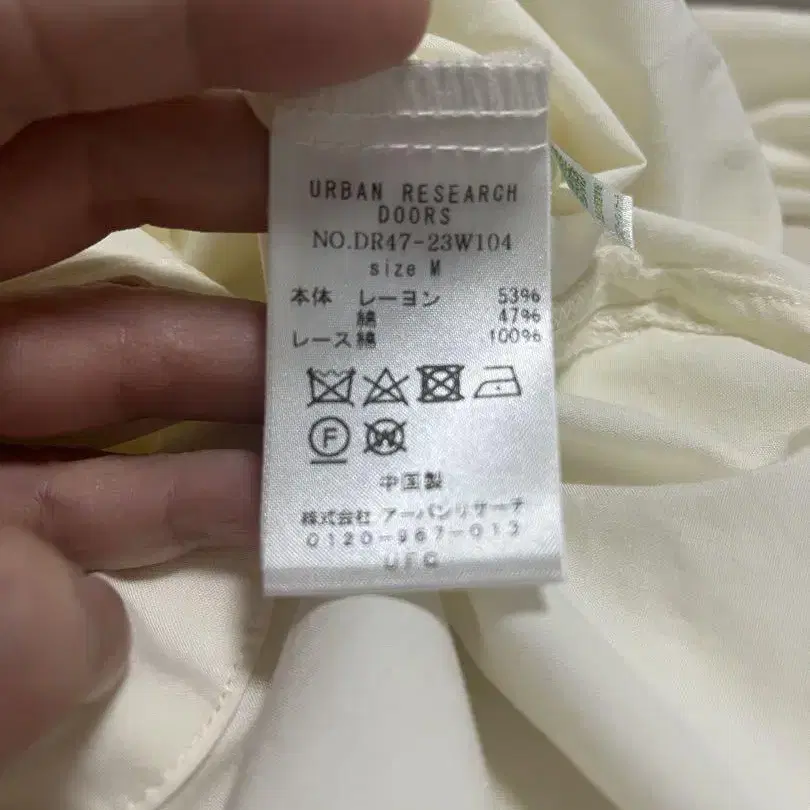 URBAN RESEARCH
DOORS
NO.DR47-23W104
size M
本体 レーヨン 53%
綿 47%
レース綿 100%
F
W
中国製
株式会社 アーバンリサーチ
0120-967-013
UFC